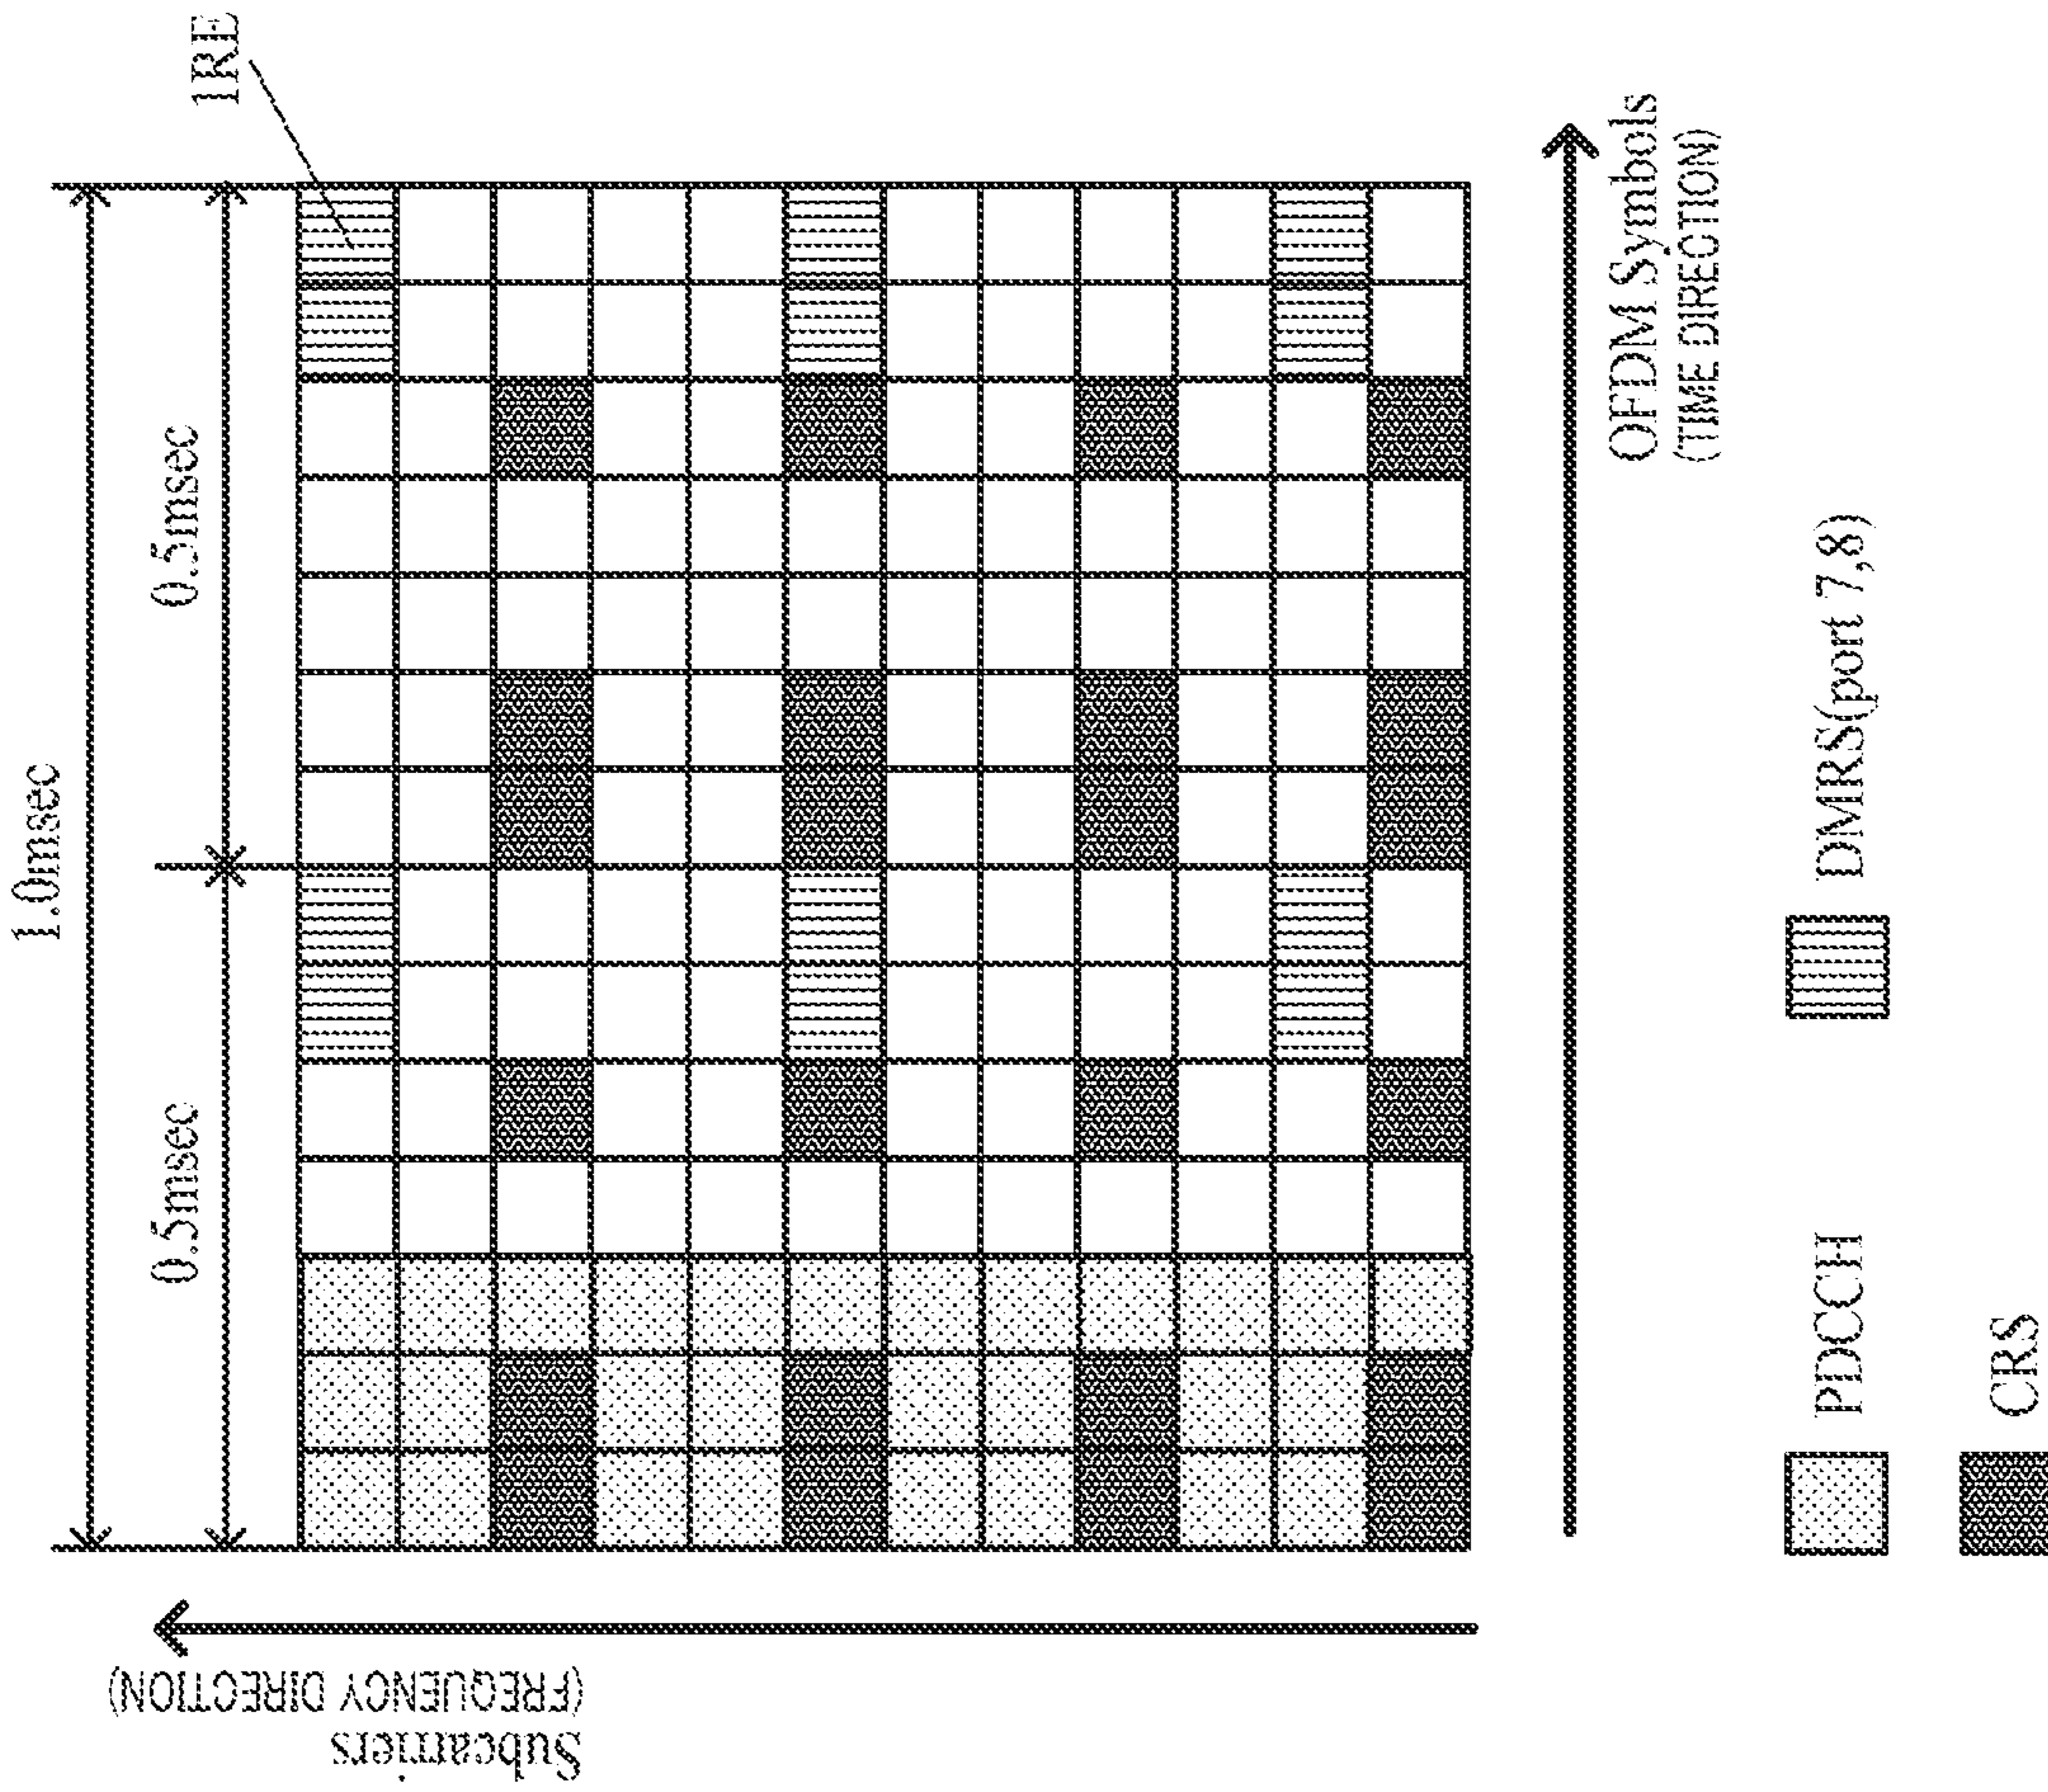 1.0msec
0.5msec
0.5msec
1RE
Subcarriers
(FREQUENCY DIRECTION)
OFDM Symbols
(TIME DIRECTION)
PDCCH
DMRS(port 7,8)
CRS